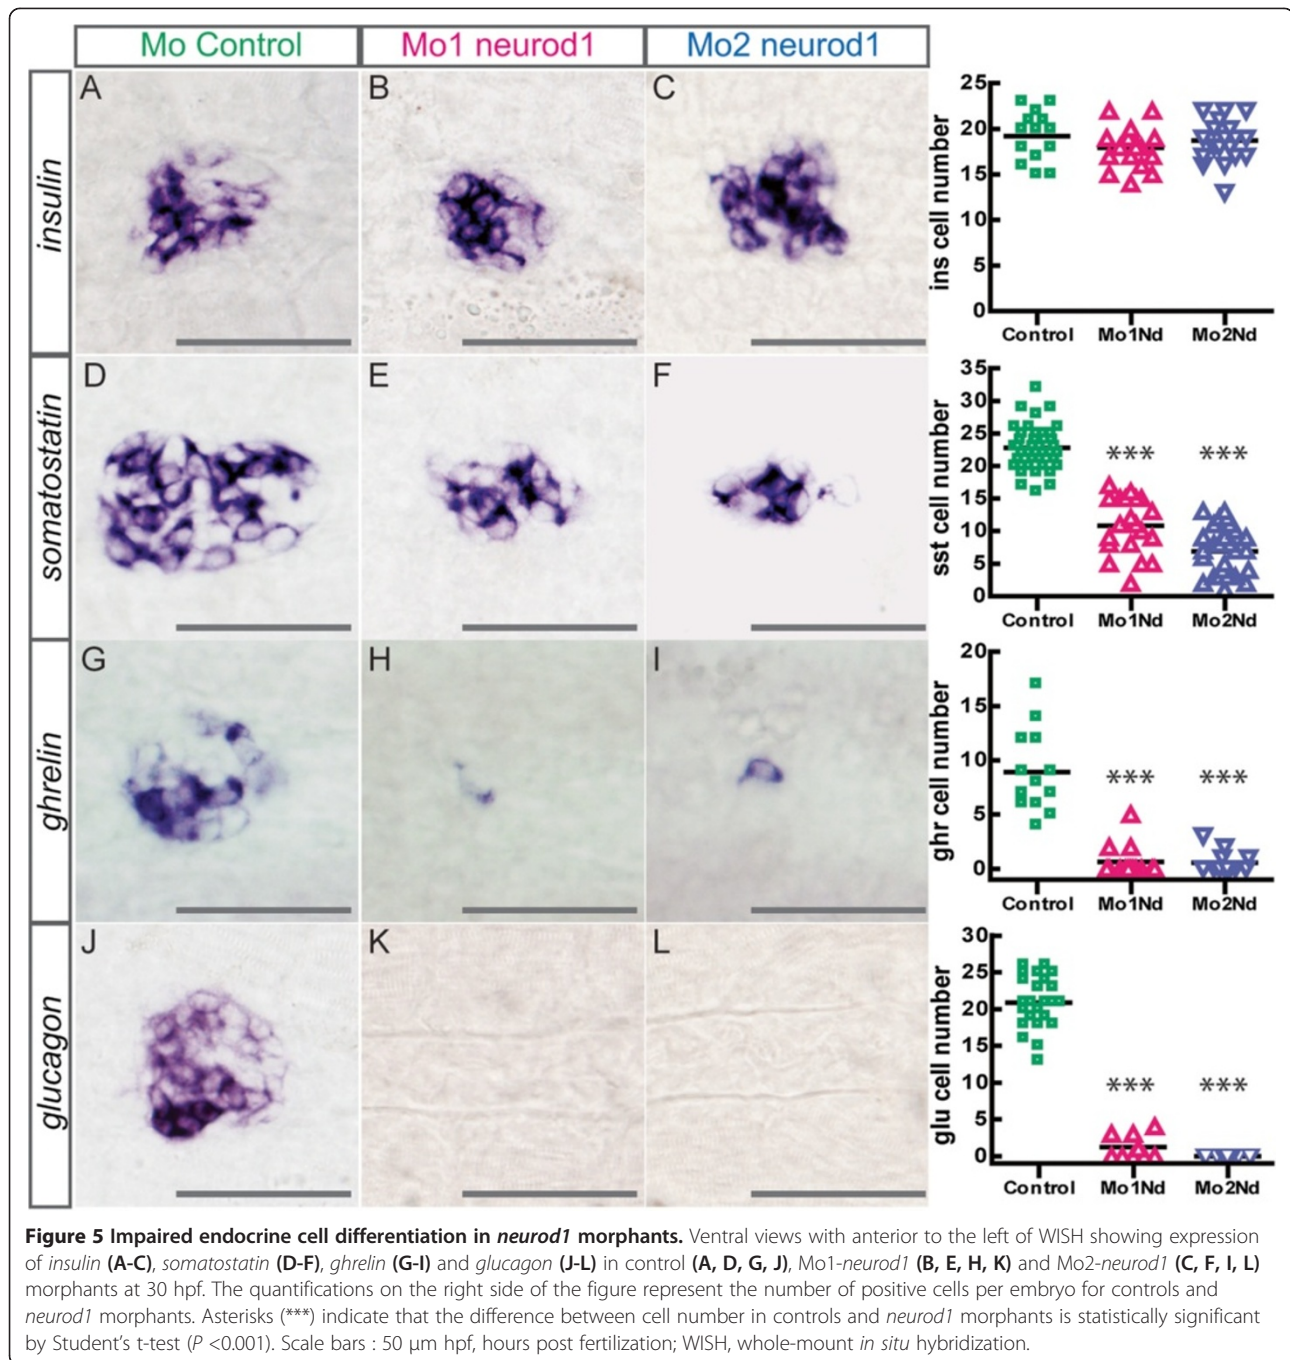 Mo Control Mo1 neurod1 Mo2 neurod1
insulin
A B C
ins cell number
25
20
15
10
5
0
Control Mo1Nd Mo2Nd
somatostatin
D E F
sst cell number
35
30
25
20
15
10
5
0
*** ***
Control Mo1Nd Mo2Nd
ghrelin
G H I
ghr cell number
20
15
10
5
0
*** ***
Control Mo1Nd Mo2Nd
glucagon
J K L
glu cell number
30
25
20
15
10
5
0
*** ***
Control Mo1Nd Mo2Nd
Figure 5 Impaired endocrine cell differentiation in neurod1 morphants. Ventral views with anterior to the left of WISH showing expression
of insulin (A-C), somatostatin (D-F), ghrelin (G-I) and glucagon (J-L) in control (A, D, G, J), Mo1-neurod1 (B, E, H, K) and Mo2-neurod1 (C, F, I, L)
morphants at 30 hpf. The quantifications on the right side of the figure represent the number of positive cells per embryo for controls and
neurod1 morphants. Asterisks (***) indicate that the difference between cell number in controls and neurod1 morphants is statistically significant
by Student's t-test (P <0.001). Scale bars : 50 μm hpf, hours post fertilization; WISH, whole-mount in situ hybridization.